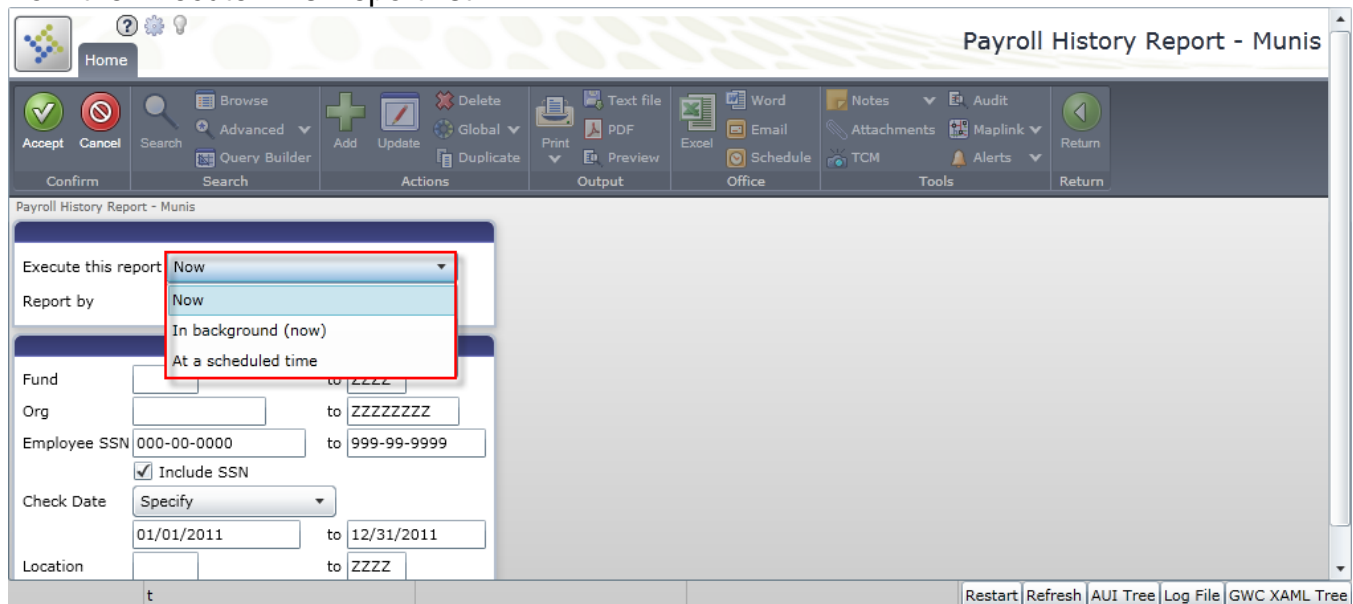 Payroll History Report - Munis
Home
Accept Cancel Search Browse Advanced Query Builder Add Update Delete Global Duplicate Print Text file PDF Preview Excel Word Email Schedule Notes Attachments TCM Audit Maplink Alerts Return
Confirm Search Actions Output Office Tools Return
Payroll History Report - Munis
Execute this report Now
Report by Now
In background (now)
At a scheduled time
Fund to ZZZZ
Org to ZZZZZZZZ
Employee SSN 000-00-0000 to 999-99-9999
Include SSN
Check Date Specify
01/01/2011 to 12/31/2011
Location to ZZZZ
t Restart Refresh AUI Tree Log File GWC XAML Tree